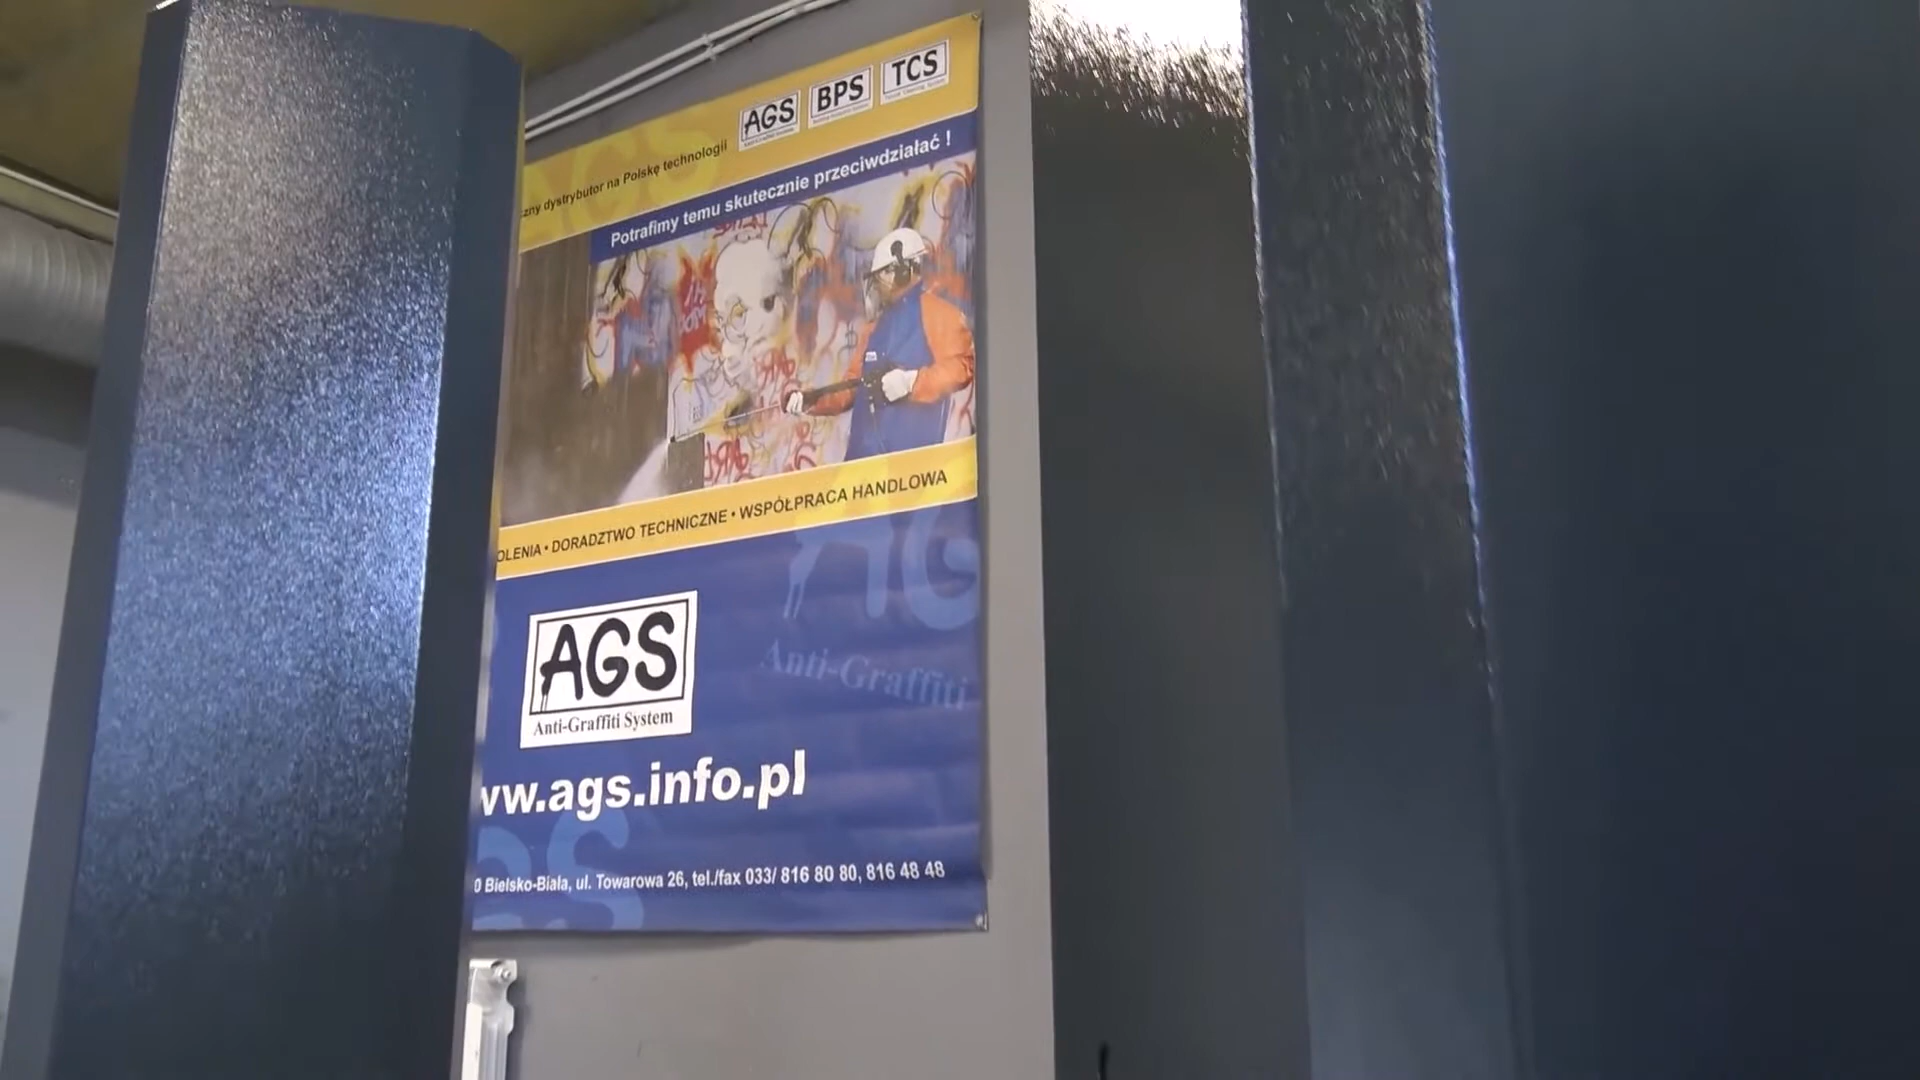 AGS BPS TCS
dystrybutor na Polskę technologii
Potrafimy temu skutecznie przeciwdziałać !
• DORADZTWO TECHNICZNE • WSPÓŁPRACA HANDLOWA
AGS
Anti-Graffiti
AGS
Anti-Graffiti System
vw.ags.info.pl
0 Bielsko-Biała, ul. Towarowa 26, tel./fax 033/ 816 80 80, 816 48 48